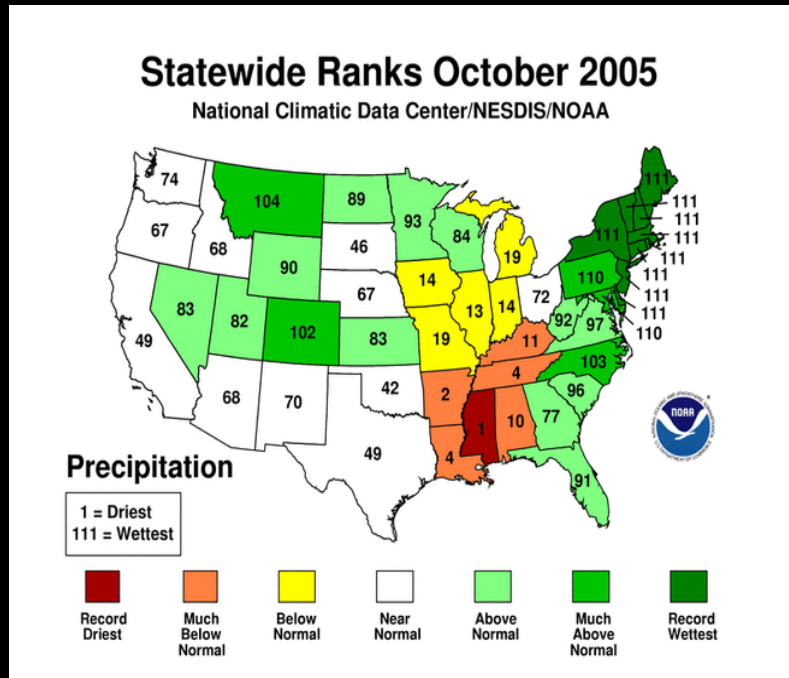 Statewide Ranks October 2005
National Climatic Data Center/NESDIS/NOAA
74
104
89
93
84
111
111
111
111
111
111
111
111
110
111
110
67
68
90
46
67
14
19
13
14
72
92
97
103
83
82
102
83
19
11
4
96
49
68
70
42
2
77
49
4
1
10
91
NOAA
Precipitation
1 = Driest
111 = Wettest
Record
Driest
Much
Below
Normal
Below
Normal
Near
Normal
Above
Normal
Much
Above
Normal
Record
Wettest